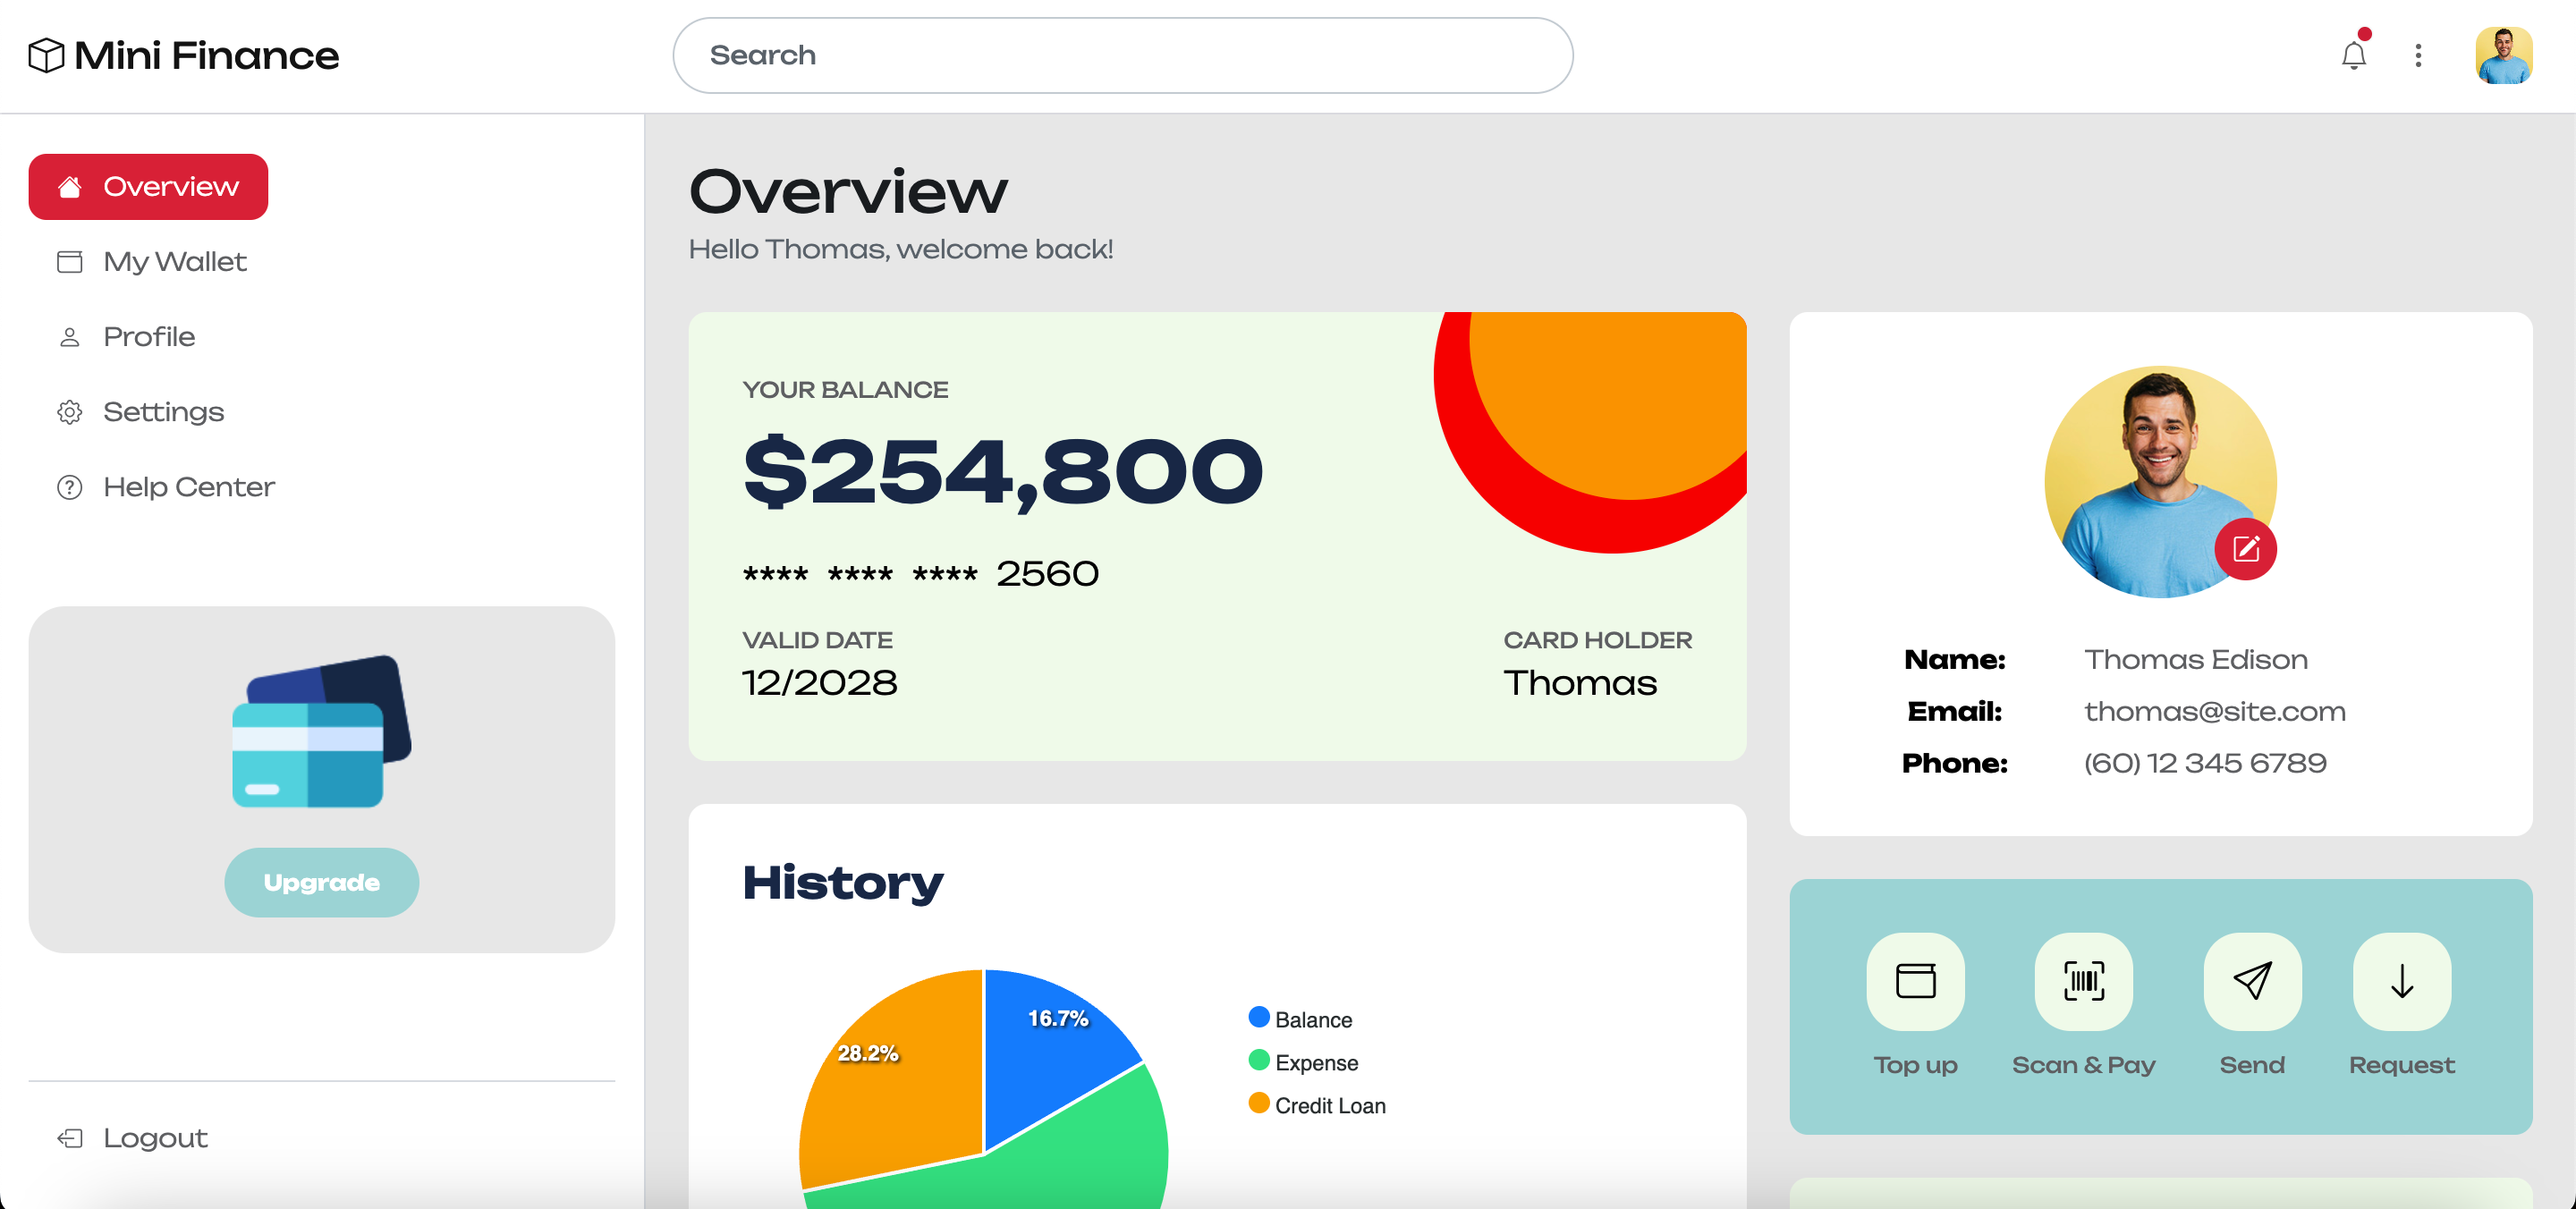 Mini Finance
Search
Overview
My Wallet
Profile
Settings
Help Center
Upgrade
Logout
Overview
Hello Thomas, welcome back!
YOUR BALANCE
$254,800
**** **** **** 2560
VALID DATE
12/2028
CARD HOLDER
Thomas
History
16.7%
28.2%
Balance
Expense
Credit Loan
Name: Thomas Edison
Email: thomas@site.com
Phone: (60) 12 345 6789
Top up
Scan & Pay
Send
Request